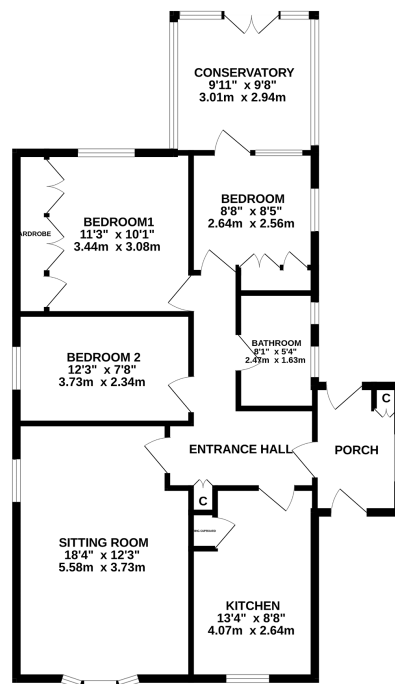 CONSERVATORY
9'11" x 9'8"
3.01m x 2.94m
BEDROOM
8'8" x 8'5"
2.64m x 2.56m
BEDROOM1
11'3" x 10'1"
3.44m x 3.08m
ARDROBE
BATHROOM
8'1" x 5'4"
2.47m x 1.63m
BEDROOM 2
12'3" x 7'8"
3.73m x 2.34m
C
ENTRANCE HALL
PORCH
C
SITTING ROOM
18'4" x 12'3"
5.58m x 3.73m
KITCHEN
13'4" x 8'8"
4.07m x 2.64m